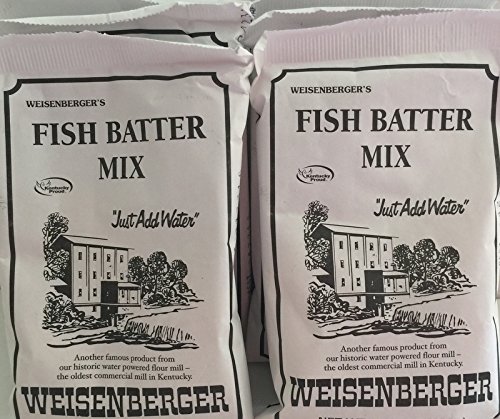 WEISENBERGER'S
FISH BATTER
MIX
Kentucky
Proud
"Just Add Water"
Another famous product from
our historic water powered flour mill –
the oldest commercial mill in Kentucky.
WEISENBERGER
WEISENBERGER'S
FISH BATTER
MIX
Kentucky
Proud
"Just Add Water"
Another famous product from
our historic water powered flour mill –
the oldest commercial mill in Kentucky.
WEISENBERGER